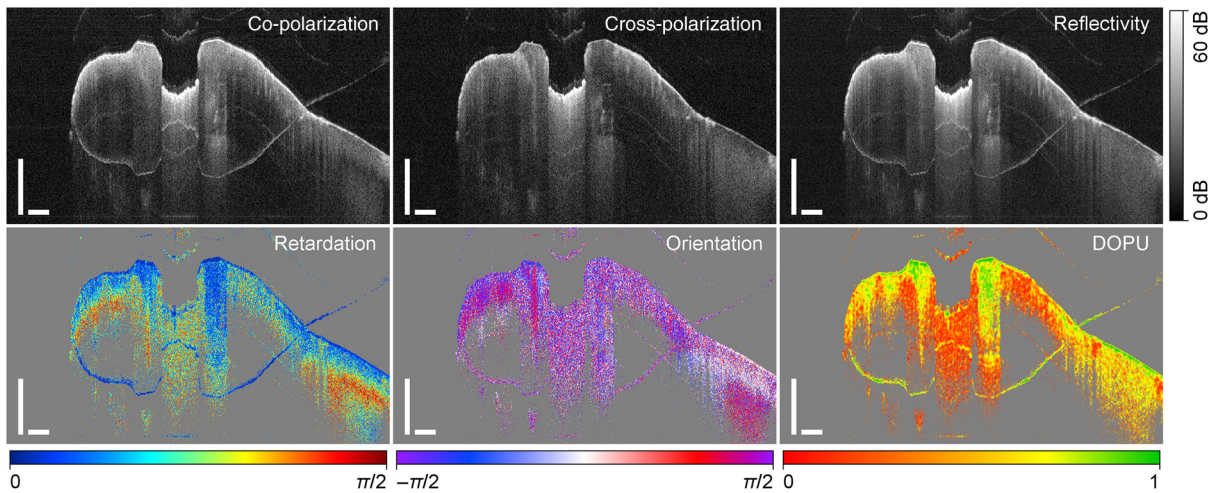 Co-polarization
Cross-polarization
Reflectivity
60 dB
0 dB
Retardation
Orientation
DOPU
0
π/2
−π/2
π/2
0
1